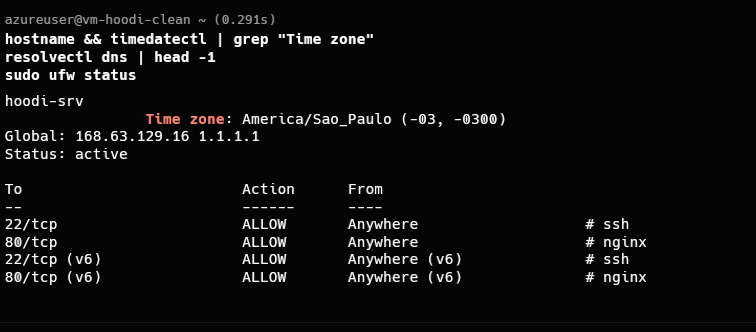 azureuser@vm-hoodi-clean ~ (0.291s)
hostname && timedatectl | grep "Time zone"
resolvectl dns | head -1
sudo ufw status
hoodi-srv
Time zone: America/Sao_Paulo (-03, -0300)
Global: 168.63.129.16 1.1.1.1
Status: active
To Action From
-- ------ ----
22/tcp ALLOW Anywhere # ssh
80/tcp ALLOW Anywhere # nginx
22/tcp (v6) ALLOW Anywhere (v6) # ssh
80/tcp (v6) ALLOW Anywhere (v6) # nginx